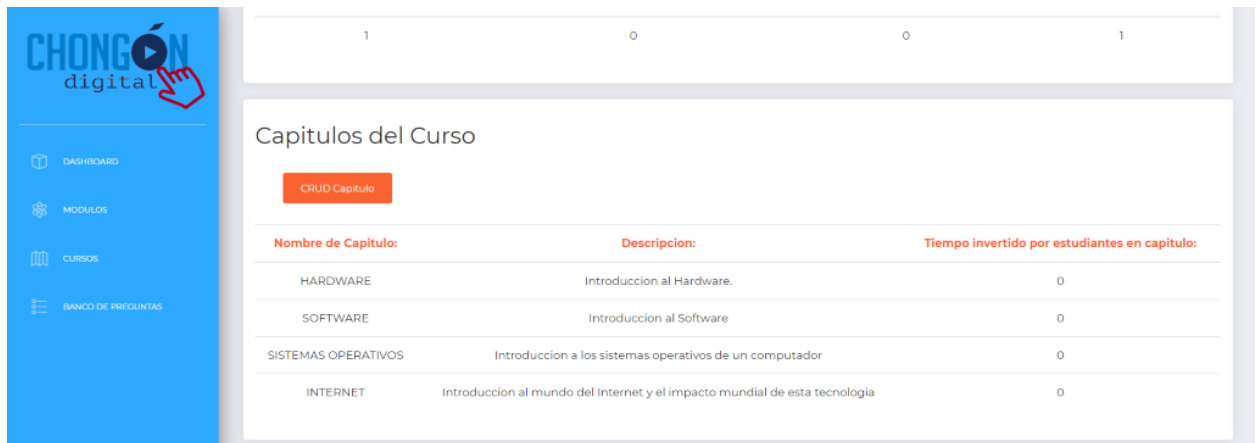 CHONGÓN
digital
DASHBOARD
MODULOS
CURSOS
BANCO DE PREGUNTAS
1 0 0 1
Capitulos del Curso
CRUD Capitulo
Nombre de Capitulo: Descripcion: Tiempo invertido por estudiantes en capitulo:
HARDWARE Introduccion al Hardware. 0
SOFTWARE Introduccion al Software 0
SISTEMAS OPERATIVOS Introduccion a los sistemas operativos de un computador 0
INTERNET Introduccion al mundo del Internet y el impacto mundial de esta tecnologia 0